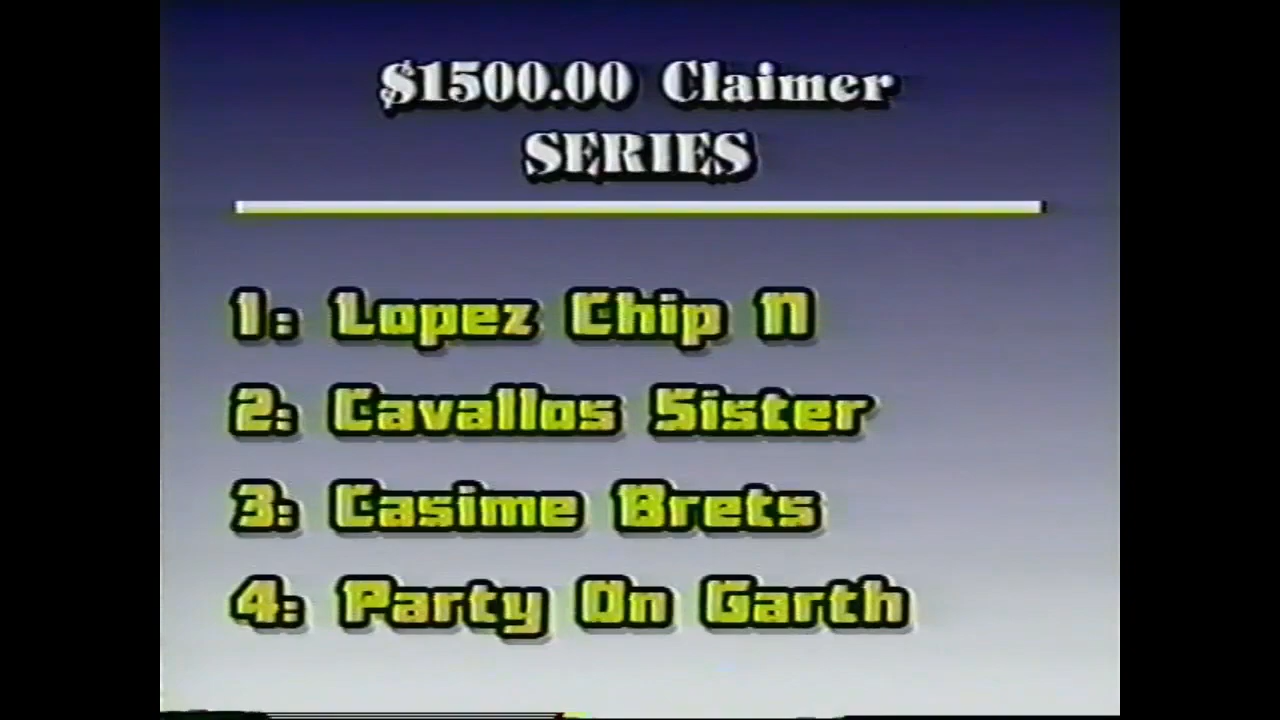 $1500.00 Claimer
SERIES
1: Lopez Chip N
2: Cavallos Sister
3: Casime Brets
4: Party On Garth